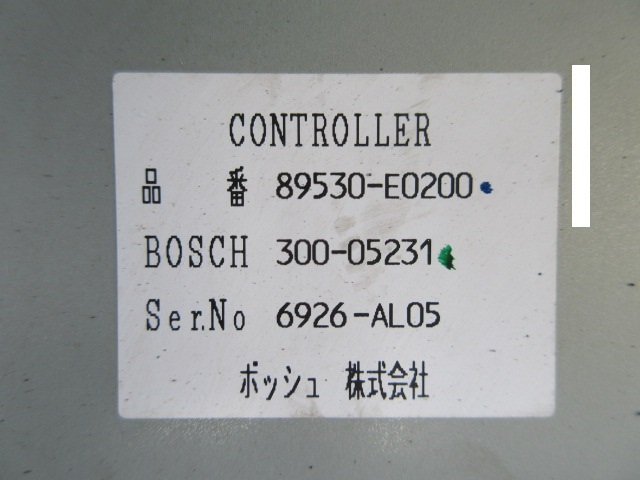 CONTROLLER
品 番 89530-E0200
BOSCH 300-05231
Ser.No 6926-AL05
ボッシュ 株式会社